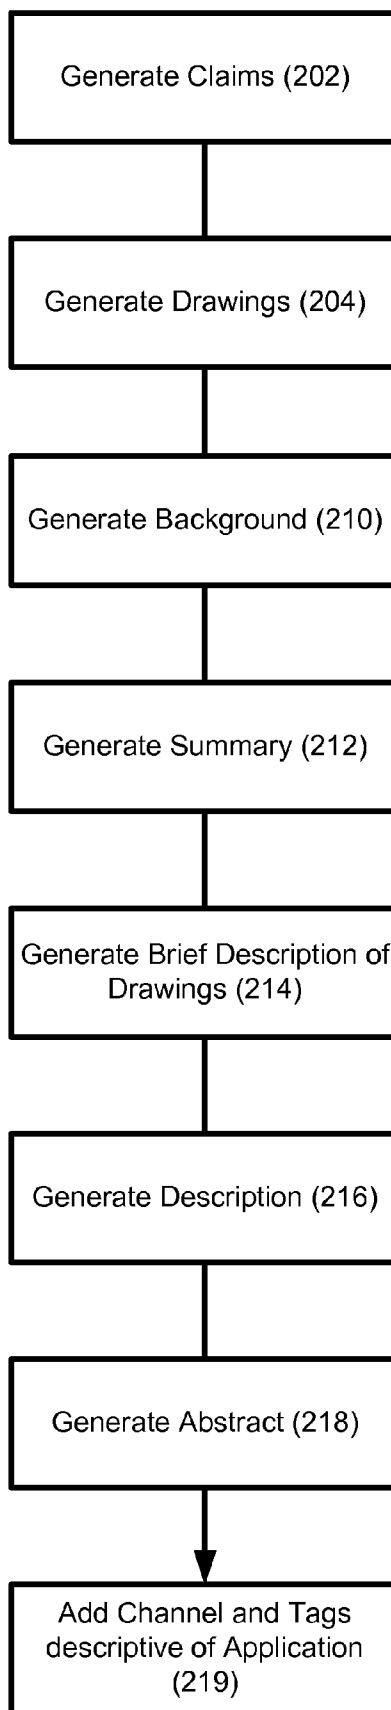 Generate Claims (202)
Generate Drawings (204)
Generate Background (210)
Generate Summary (212)
Generate Brief Description of
Drawings (214)
Generate Description (216)
Generate Abstract (218)
Add Channel and Tags
descriptive of Application
(219)